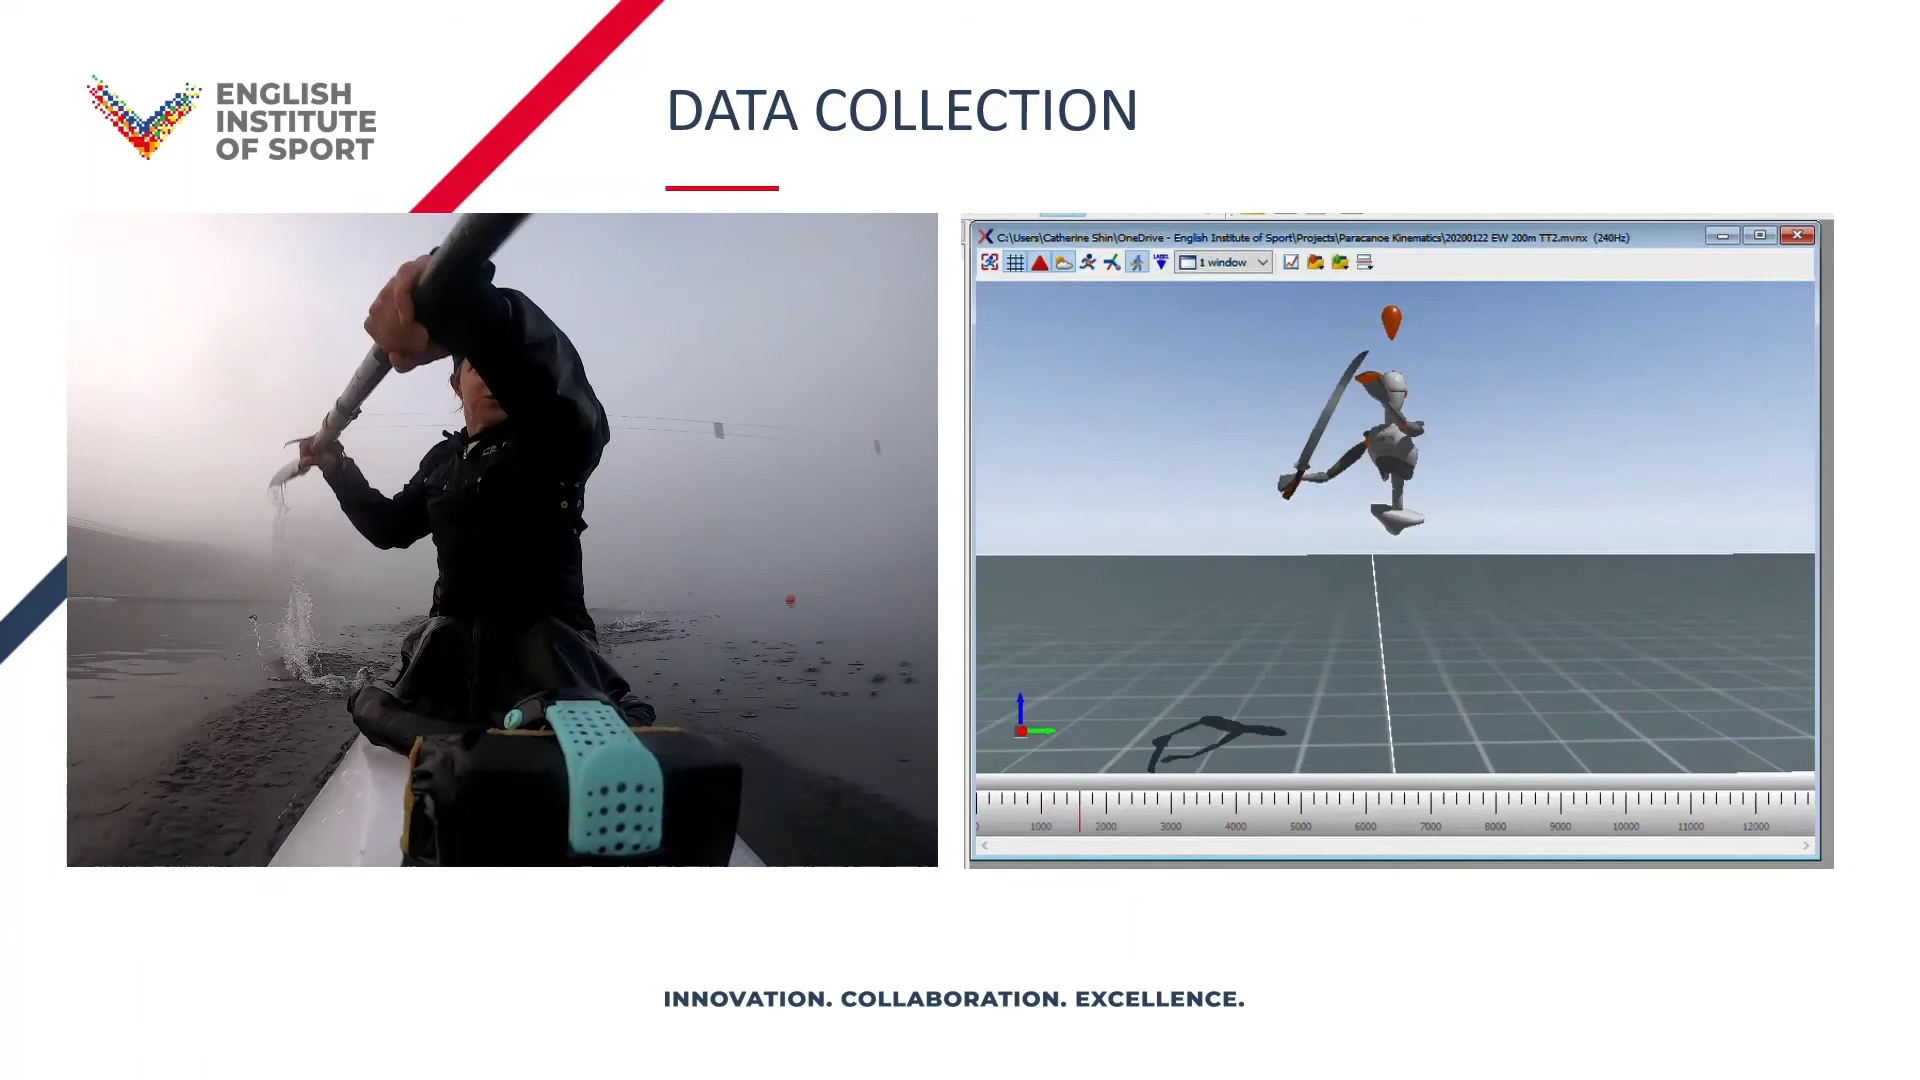 ENGLISH
INSTITUTE
OF SPORT
DATA COLLECTION
C:\Users\Catherine Shin\OneDrive - English Institute of Sport\Projects\Paracanoe Kinematics\20200122 EW 200m TT2.mvnx (240Hz)
LABEL
1 window
1000 2000 3000 4000 5000 6000 7000 8000 9000 10000 11000 12000
INNOVATION. COLLABORATION. EXCELLENCE.